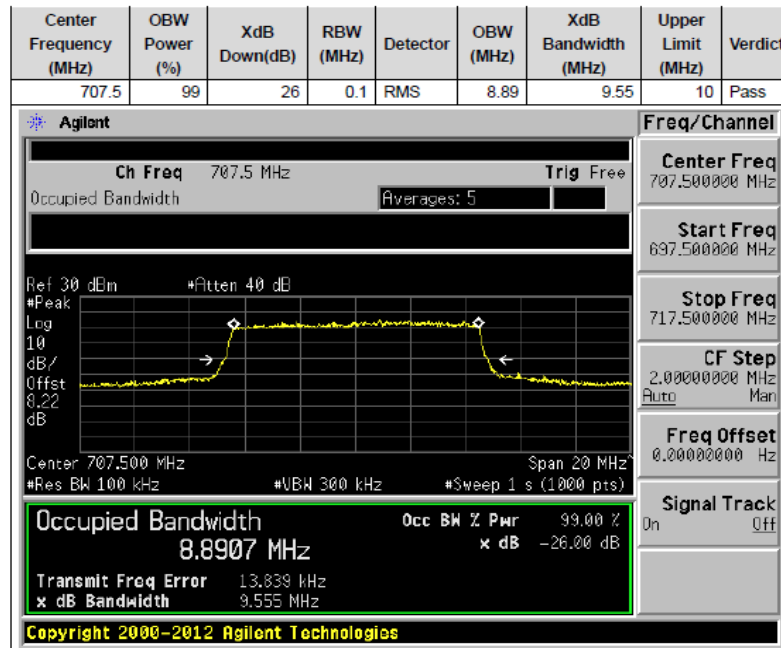 Center Frequency (MHz) OBW Power (%) XdB Down(dB) RBW (MHz) Detector OBW (MHz) XdB Bandwidth (MHz) Upper Limit (MHz) Verdict
707.5 99 26 0.1 RMS 8.89 9.55 10 Pass
Agilent
Freq/Channel
Ch Freq 707.5 MHz Trig Free
Occupied Bandwidth Averages: 5
Center Freq
707.500000 MHz
Start Freq
697.500000 MHz
Stop Freq
717.500000 MHz
CF Step
2.00000000 MHz
Auto Man
Freq Offset
0.00000000 Hz
Signal Track
On Off
Ref 30 dBm #Atten 40 dB
#Peak
Log
10
dB/
Offst
8.22
dB
Center 707.500 MHz Span 20 MHz
#Res BW 100 kHz #VBW 300 kHz #Sweep 1 s (1000 pts)
Occupied Bandwidth Occ BW % Pwr 99.00 %
8.8907 MHz x dB -26.00 dB
Transmit Freq Error 13.839 kHz
x dB Bandwidth 9.555 MHz
Copyright 2000-2012 Agilent Technologies